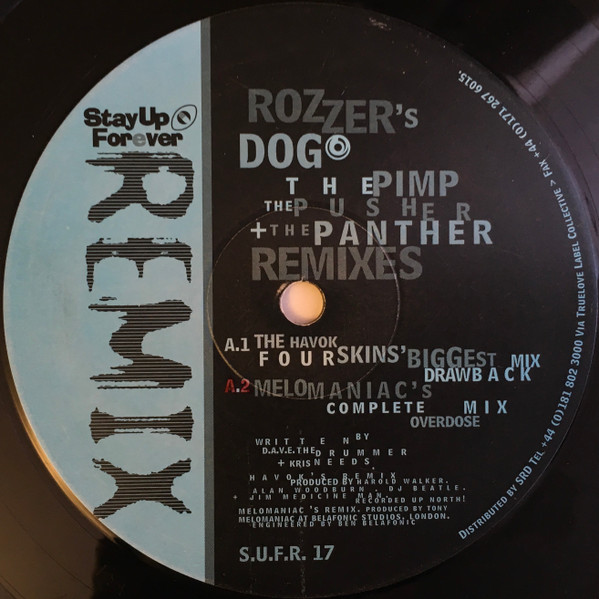 Stay Up
Forever
REMIX
ROZZER's
DOG
THE PIMP
THE PUSHER
+ THE PANTHER
REMIXES
A.1 THE HAVOK
FOURSKINS' BIGGEST MIX
DRAWBACK
A.2 MELOMANIAC's
COMPLETE MIX
OVERDOSE
WRITTEN BY
D.A.V.E. THE DRUMMER
+ KRIS NEEDS.
HAVOK'S REMIX
PRODUCED BY HAROLD WALKER.
ALAN WOODBURN. DJ BEATLE.
+ JIM MEDICINE MAN.
RECORDED UP NORTH!
MELOMANIAC'S REMIX. PRODUCED BY TONY
MELOMANIAC AT BELAFONIC STUDIOS, LONDON.
ENGINEERED BY BEN BELAFONIC
S.U.F.R. 17
DISTRIBUTED BY SRD TEL +44 (0)181 802 3000 VIA TRUELOVE LABEL COLLECTIVE > FAX +44 (0)171 267 6015.